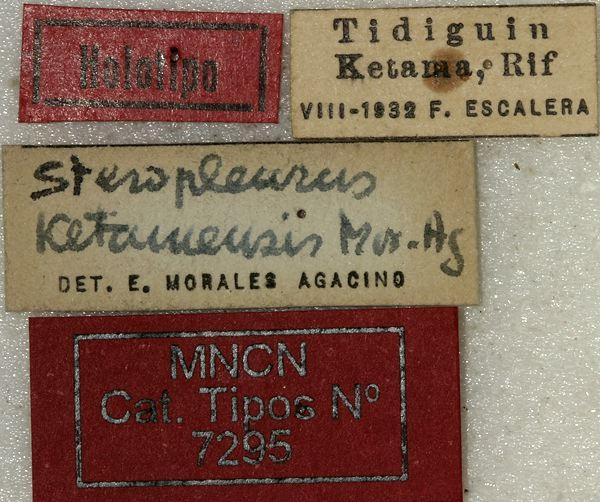 Holotipo
Tidiguin
Ketama, Rif
VIII-1932 F. ESCALERA
Steropleurus
Ketamensis Mor.-Ag
DET. E. MORALES AGACINO
MNCN
Cat. Tipos Nº
7295